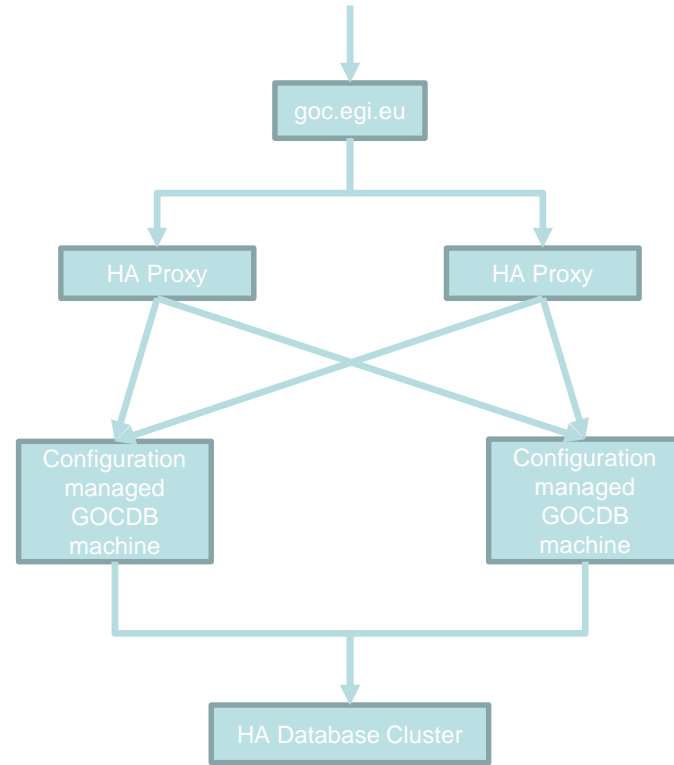 goc.egi.eu
HA Proxy
HA Proxy
Configuration
managed
GOCDB
machine
Configuration
managed
GOCDB
machine
HA Database Cluster